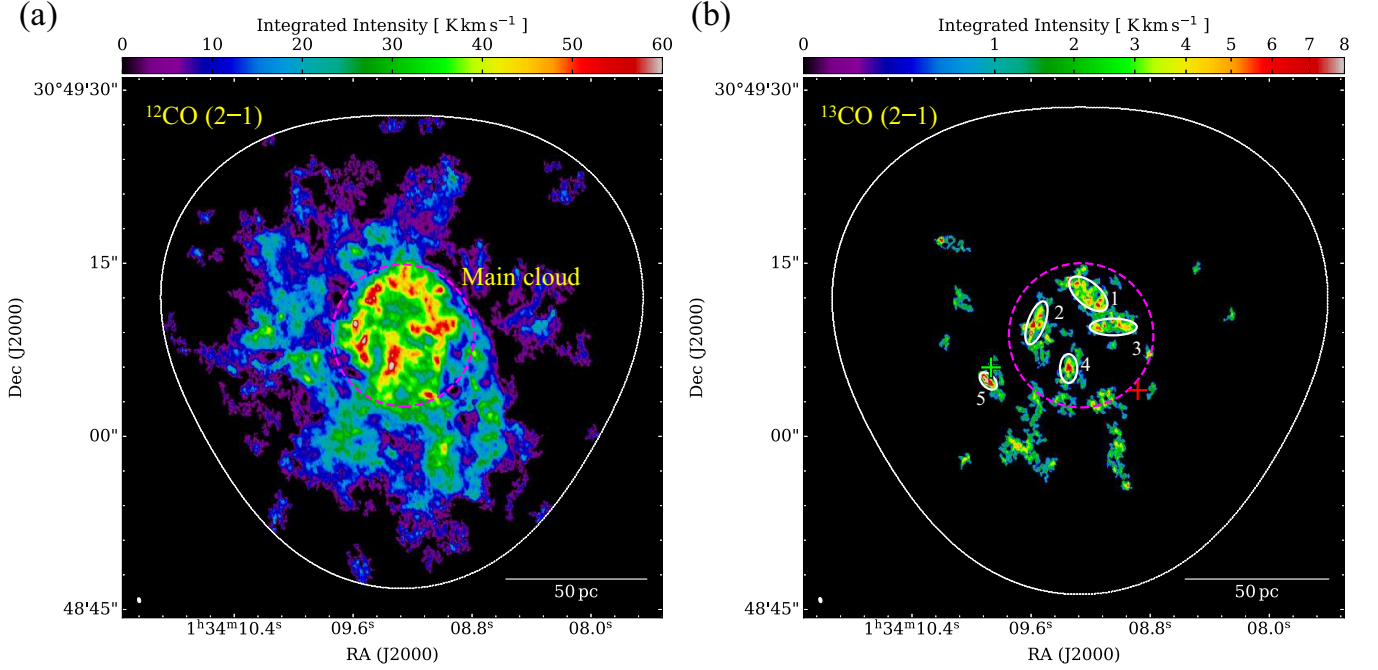 (a)
Integrated Intensity [ K km s⁻¹ ]
0 10 20 30 40 50 60
¹²CO (2−1)
Main cloud
50 pc
30°49'30"
15"
00"
48'45"
Dec (J2000)
1ʰ34ᵐ10.4ˢ 09.6ˢ 08.8ˢ 08.0ˢ
RA (J2000)
(b)
Integrated Intensity [ K km s⁻¹ ]
0 1 2 3 4 5 6 7 8
¹³CO (2−1)
1
2
3
4
5
50 pc
30°49'30"
15"
00"
48'45"
Dec (J2000)
1ʰ34ᵐ10.4ˢ 09.6ˢ 08.8ˢ 08.0ˢ
RA (J2000)